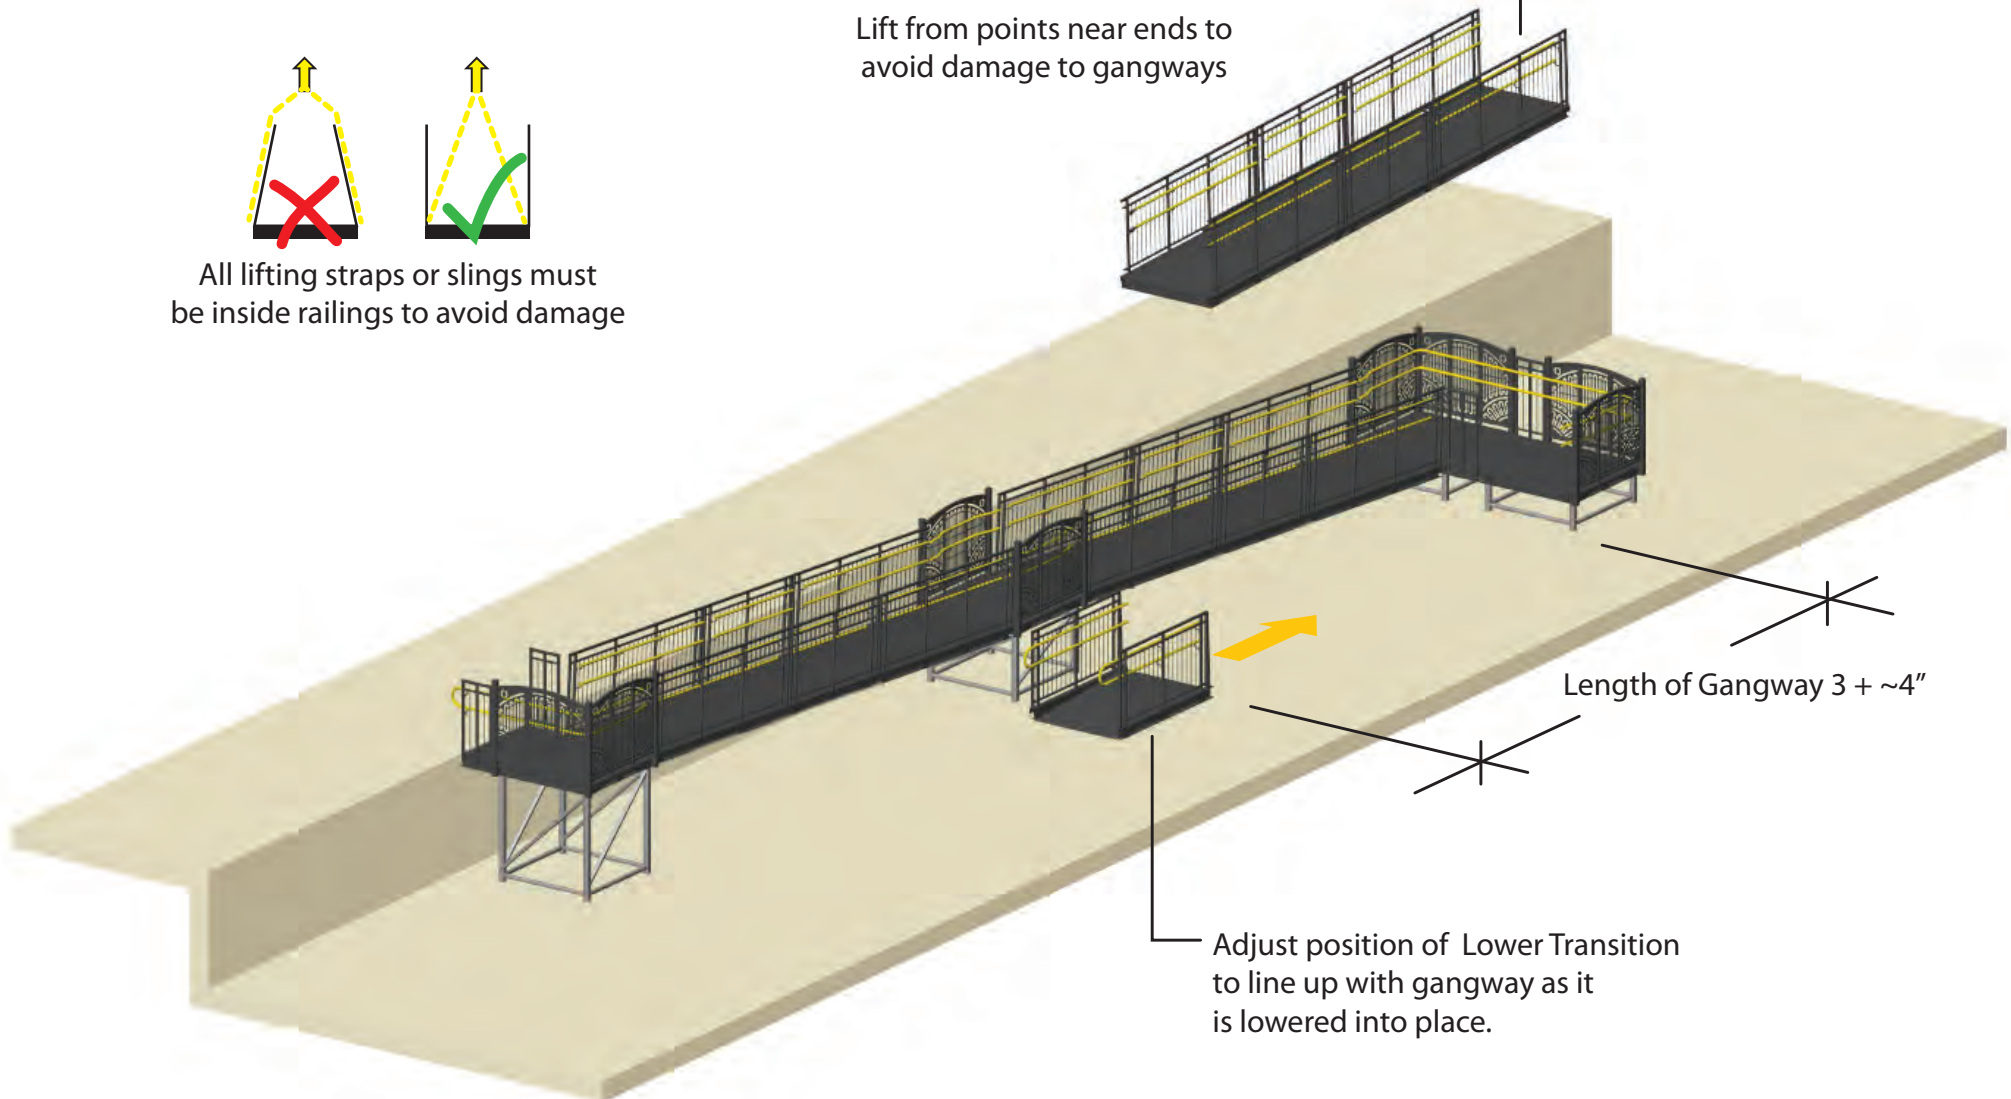 Lift from points near ends to
avoid damage to gangways
All lifting straps or slings must
be inside railings to avoid damage
Length of Gangway 3 + ~4”
Adjust position of  Lower Transition
to line up with gangway as it
is lowered into place.